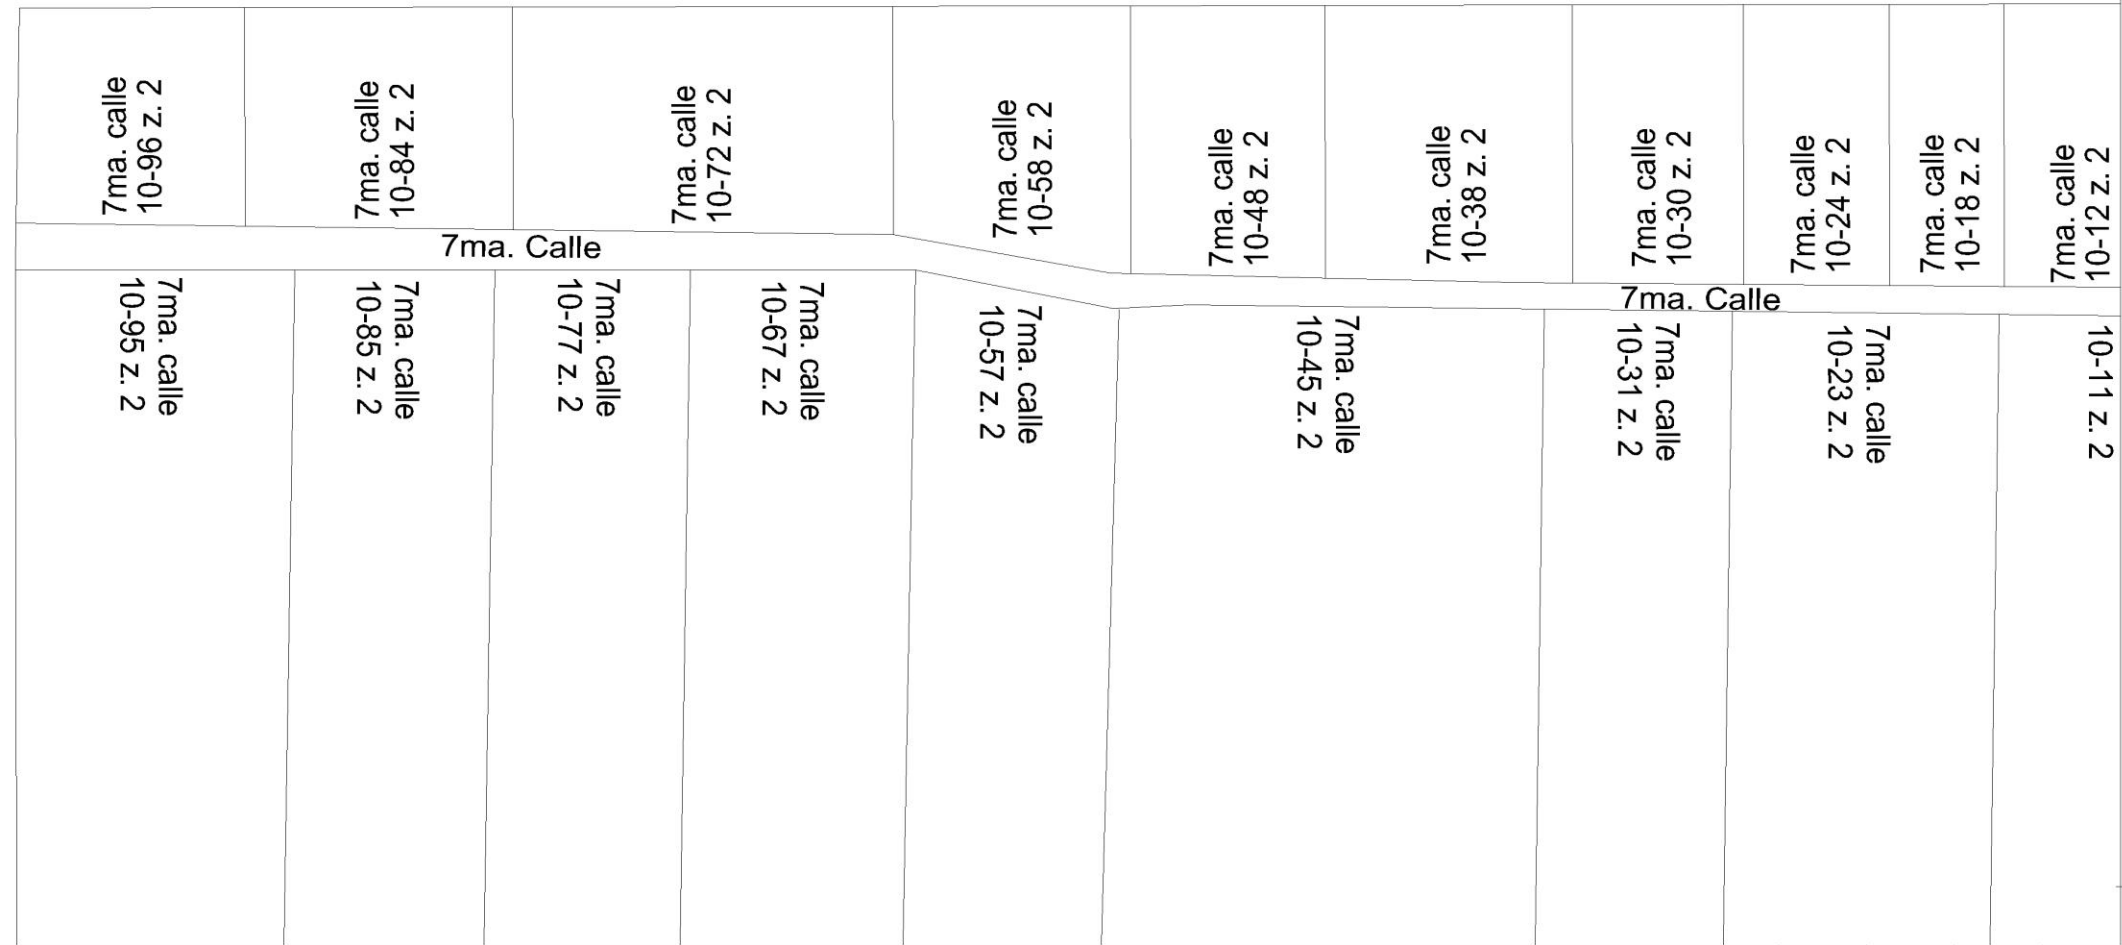 7ma. calle
10-96 z. 2
7ma. calle
10-84 z. 2
7ma. calle
10-72 z. 2
7ma. calle
10-58 z. 2
7ma. calle
10-48 z. 2
7ma. calle
10-38 z. 2
7ma. calle
10-30 z. 2
7ma. calle
10-24 z. 2
7ma. calle
10-18 z. 2
7ma. calle
10-12 z. 2
7ma. Calle
7ma. Calle
7ma. calle
10-95 z. 2
7ma. calle
10-85 z. 2
7ma. calle
10-77 z. 2
7ma. calle
10-67 z. 2
7ma. calle
10-57 z. 2
7ma. calle
10-45 z. 2
7ma. calle
10-31 z. 2
7ma. calle
10-23 z. 2
10-11 z. 2